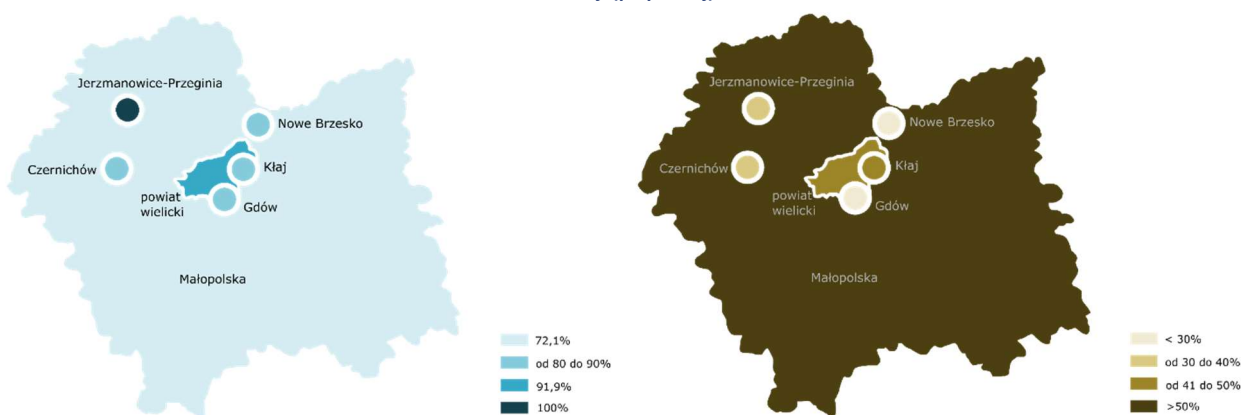 Jerzmanowice-Przeginia
Nowe Brzesko
Czernichów
Kłaj
powiat
wielicki
Gdów
Małopolska
72,1%
od 80 do 90%
91,9%
100%
Jerzmanowice-Przeginia
Nowe Brzesko
Czernichów
Kłaj
powiat
wielicki
Gdów
Małopolska
< 30%
od 30 do 40%
od 41 do 50%
>50%